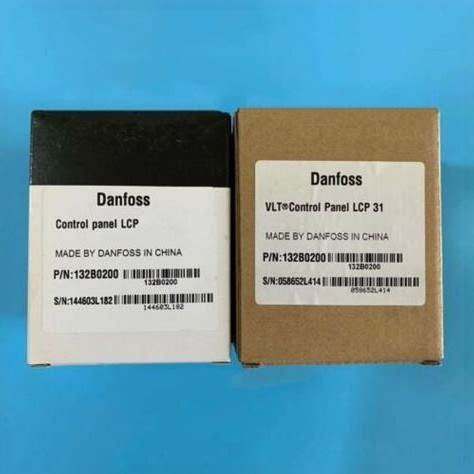 Danfoss
Control panel LCP
MADE BY DANFOSS IN CHINA
P/N:132B0200
132B0200
S/N:144603L182
144603L182
Danfoss
VLT®Control Panel LCP 31
MADE BY DANFOSS IN CHINA
P/N:132B0200
132B0200
S/N:058652L414
058652L414